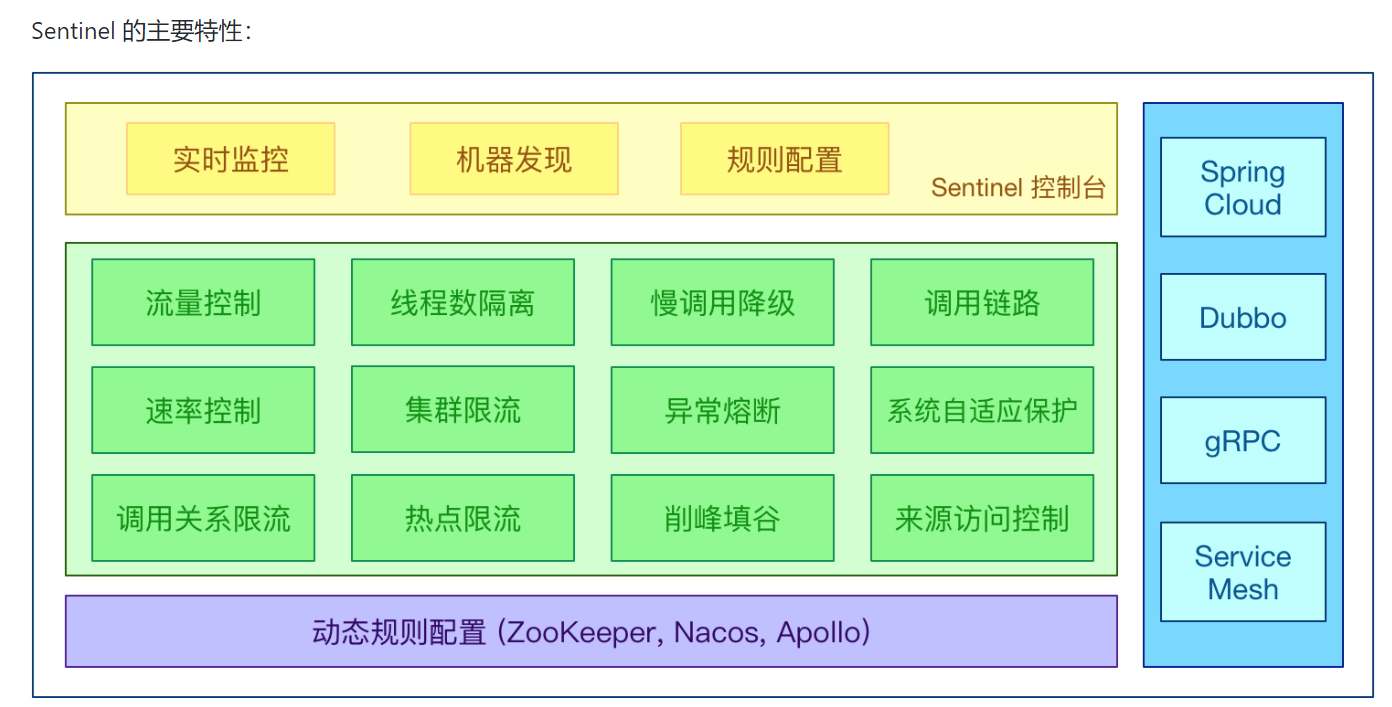 Sentinel 的主要特性：
实时监控
机器发现
规则配置
Sentinel 控制台
流量控制
线程数隔离
慢调用降级
调用链路
速率控制
集群限流
异常熔断
系统自适应保护
调用关系限流
热点限流
削峰填谷
来源访问控制
动态规则配置 (ZooKeeper, Nacos, Apollo)
Spring
Cloud
Dubbo
gRPC
Service
Mesh